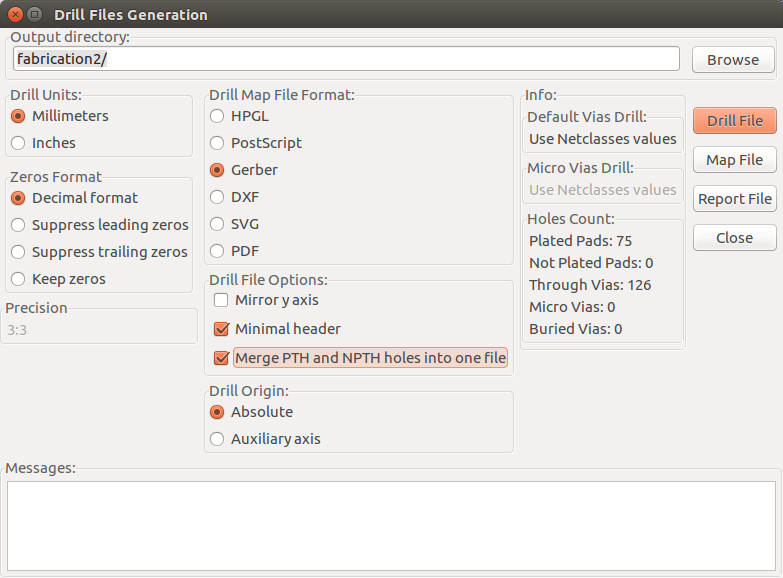 Drill Files Generation
Output directory:
fabrication2/
Browse
Drill Units:
Millimeters
Inches
Zeros Format
Decimal format
Suppress leading zeros
Suppress trailing zeros
Keep zeros
Precision
3:3
Drill Map File Format:
HPGL
PostScript
Gerber
DXF
SVG
PDF
Drill File Options:
Mirror y axis
Minimal header
Merge PTH and NPTH holes into one file
Drill Origin:
Absolute
Auxiliary axis
Info:
Default Vias Drill:
Use Netclasses values
Micro Vias Drill:
Use Netclasses values
Holes Count:
Plated Pads: 75
Not Plated Pads: 0
Through Vias: 126
Micro Vias: 0
Buried Vias: 0
Drill File
Map File
Report File
Close
Messages: